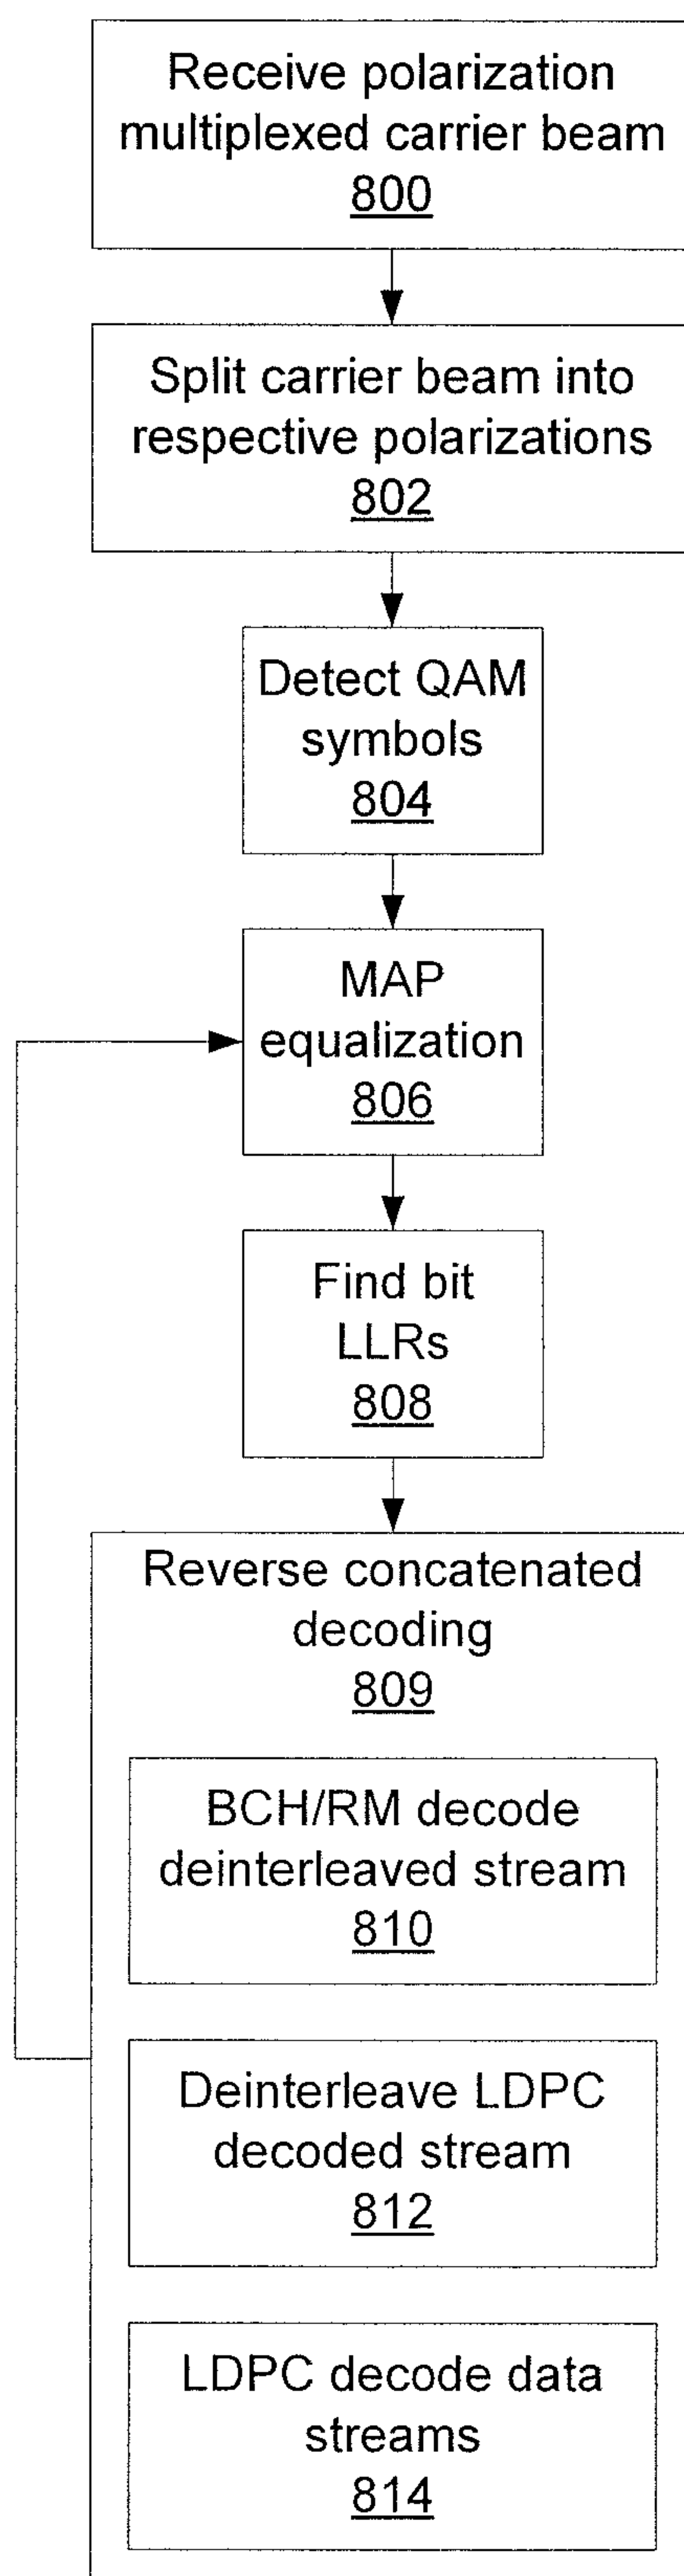 Receive polarization
multiplexed carrier beam
800
Split carrier beam into
respective polarizations
802
Detect QAM
symbols
804
MAP
equalization
806
Find bit
LLRs
808
Reverse concatenated
decoding
809
BCH/RM decode
deinterleaved stream
810
Deinterleave LDPC
decoded stream
812
LDPC decode data
streams
814